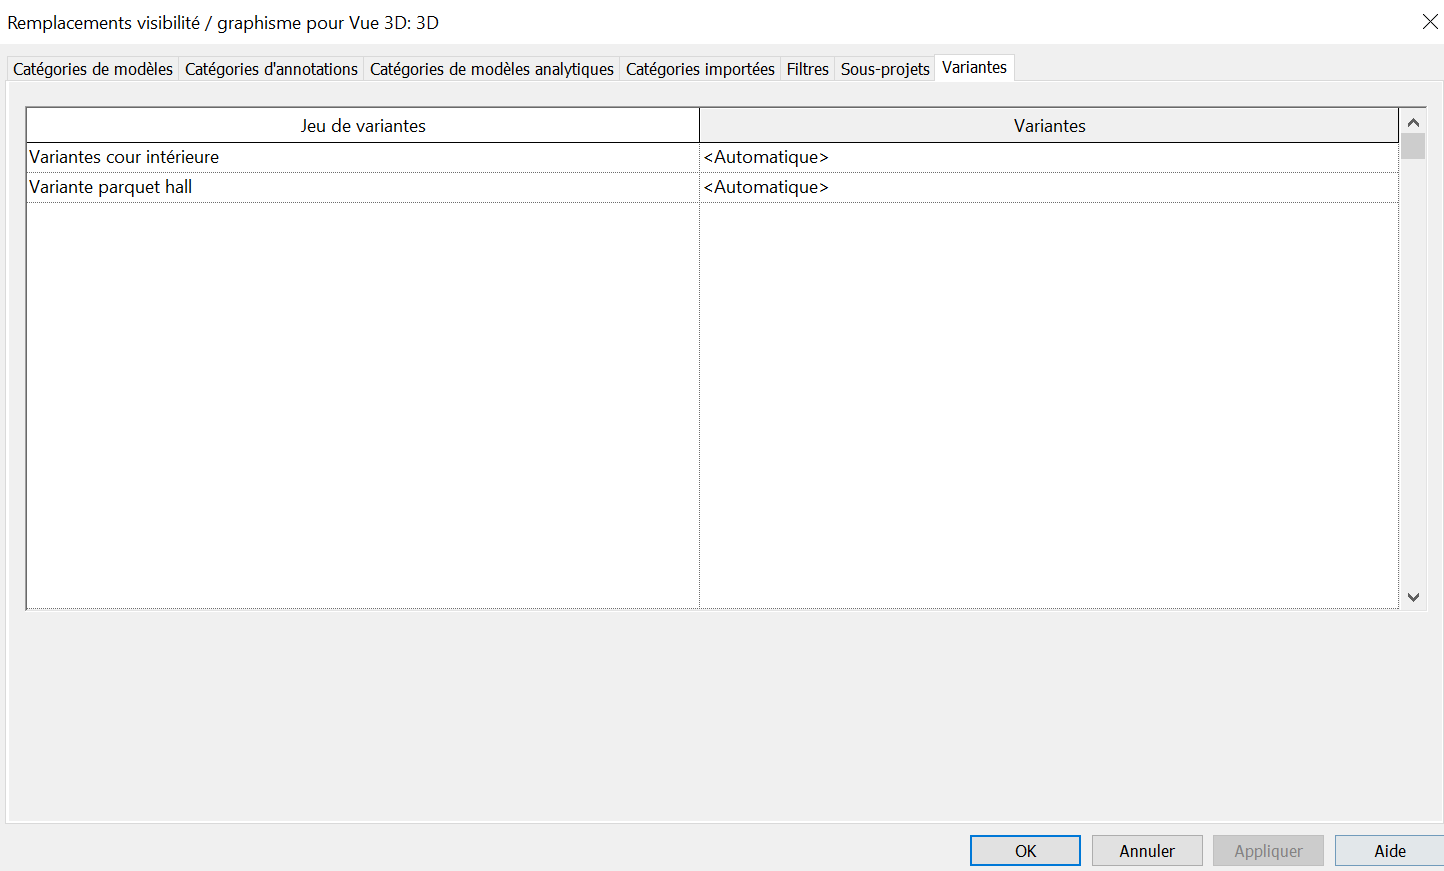 Remplacements visibilité / graphisme pour Vue 3D: 3D
Catégories de modèles Catégories d'annotations Catégories de modèles analytiques Catégories importées Filtres Sous-projets Variantes
Jeu de variantes Variantes
Variantes cour intérieure <Automatique>
Variante parquet hall <Automatique>
OK Annuler Appliquer Aide